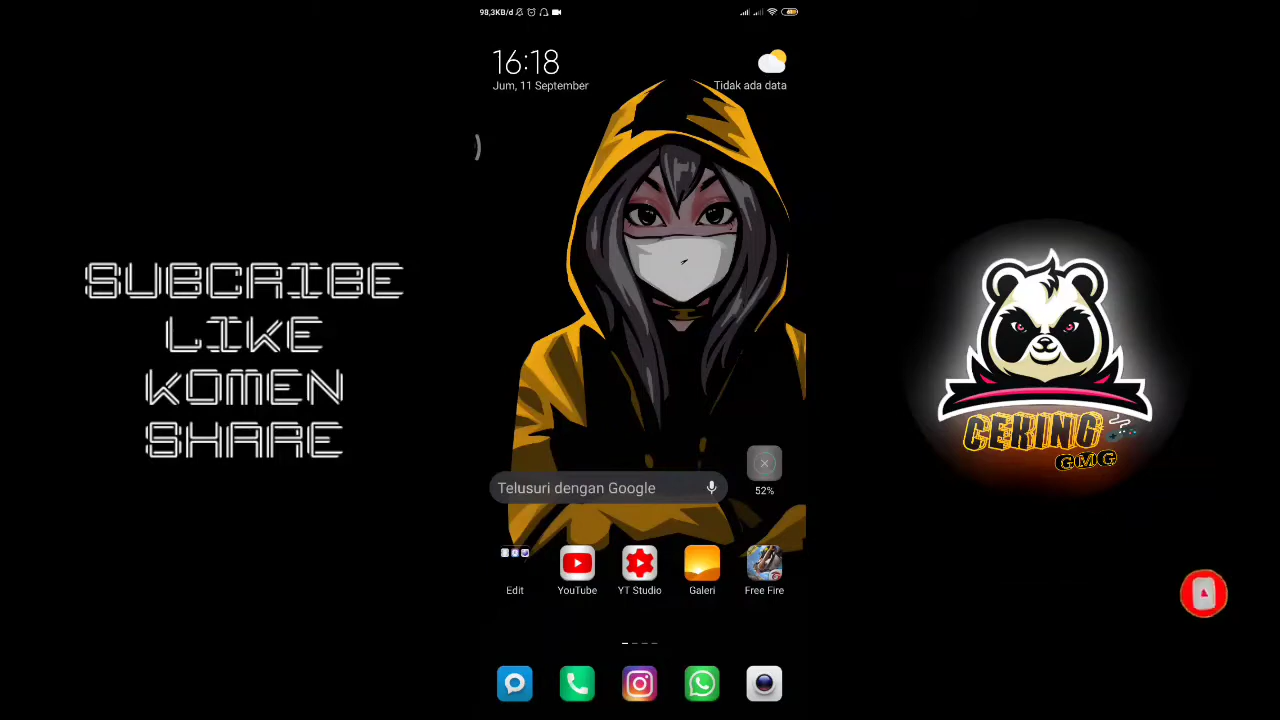 98,3KB/d
16:18
Jum, 11 September
Tidak ada data
SUBCRIBE
LIKE
KOMEN
SHARE
CERING
GMG
Telusuri dengan Google
52%
Edit
YouTube
YT Studio
Galeri
Free Fire